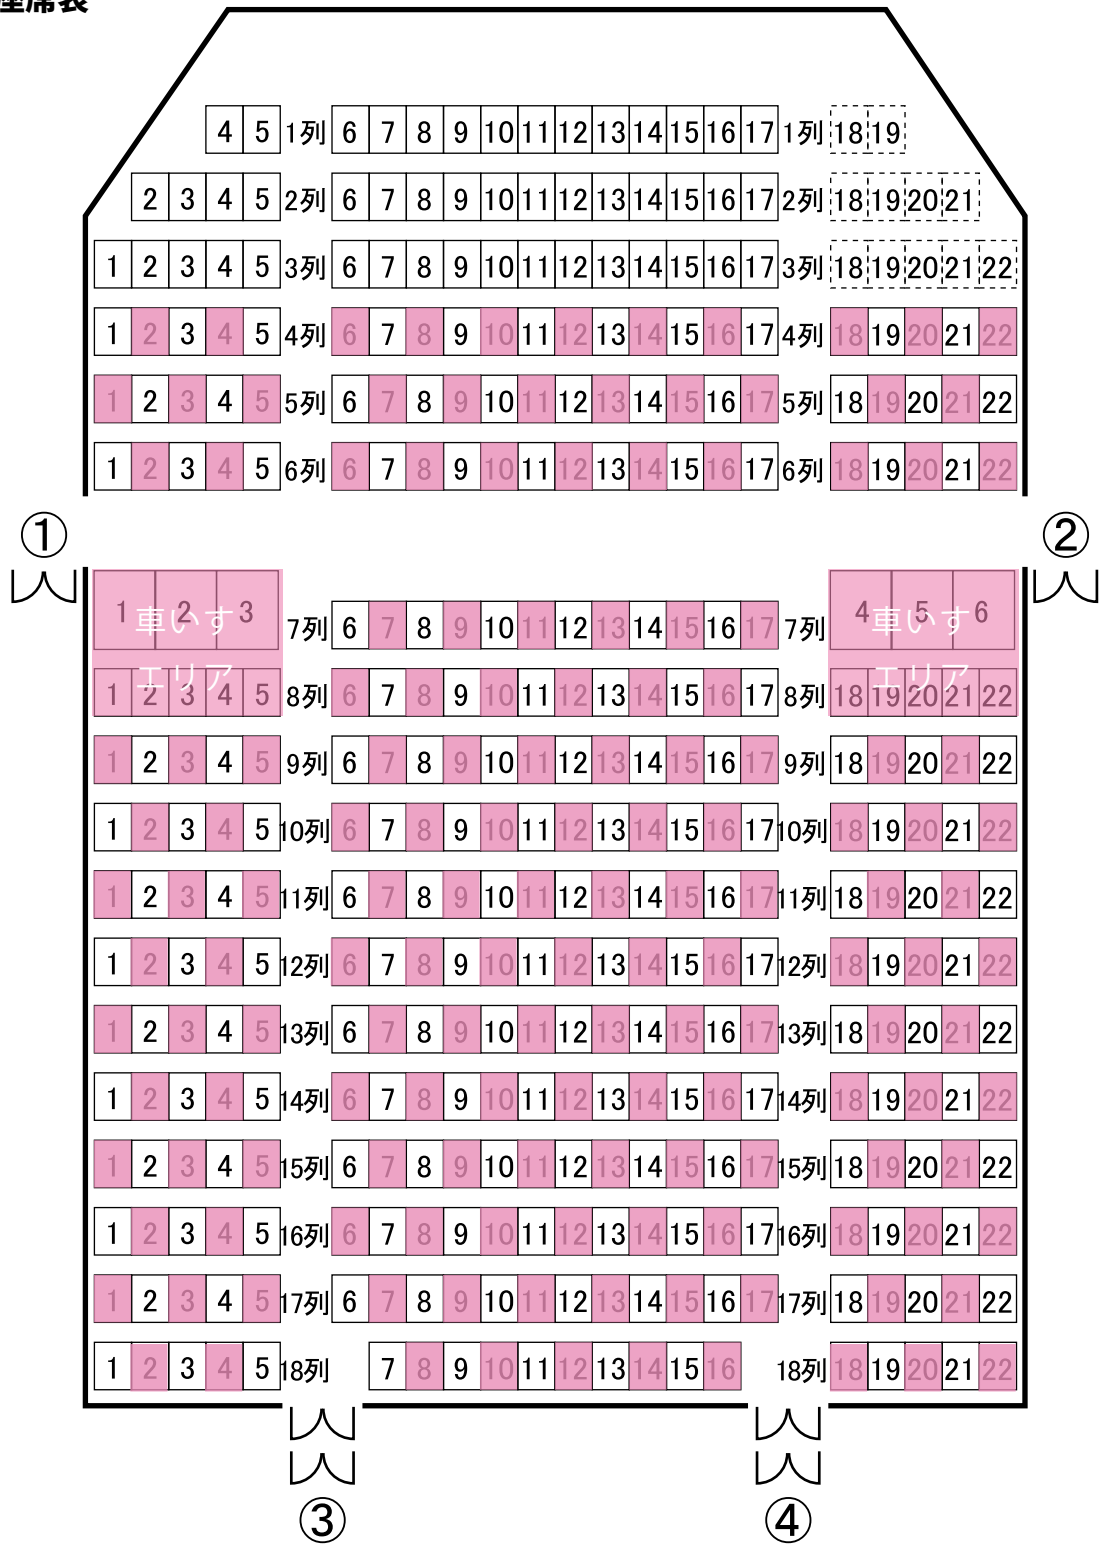 座席表
4 5 1列 6 7 8 9 10 11 12 13 14 15 16 17 1列 18 19
2 3 4 5 2列 6 7 8 9 10 11 12 13 14 15 16 17 2列 18 19 20 21
1 2 3 4 5 3列 6 7 8 9 10 11 12 13 14 15 16 17 3列 18 19 20 21 22
1 2 3 4 5 4列 6 7 8 9 10 11 12 13 14 15 16 17 4列 18 19 20 21 22
1 2 3 4 5 5列 6 7 8 9 10 11 12 13 14 15 16 17 5列 18 19 20 21 22
1 2 3 4 5 6列 6 7 8 9 10 11 12 13 14 15 16 17 6列 18 19 20 21 22
① ②
1 2 3 7列 6 7 8 9 10 11 12 13 14 15 16 17 7列 4 5 6
車いす 車いす
エリア エリア
1 2 3 4 5 8列 6 7 8 9 10 11 12 13 14 15 16 17 8列 18 19 20 21 22
1 2 3 4 5 9列 6 7 8 9 10 11 12 13 14 15 16 17 9列 18 19 20 21 22
1 2 3 4 5 10列 6 7 8 9 10 11 12 13 14 15 16 17 10列 18 19 20 21 22
1 2 3 4 5 11列 6 7 8 9 10 11 12 13 14 15 16 17 11列 18 19 20 21 22
1 2 3 4 5 12列 6 7 8 9 10 11 12 13 14 15 16 17 12列 18 19 20 21 22
1 2 3 4 5 13列 6 7 8 9 10 11 12 13 14 15 16 17 13列 18 19 20 21 22
1 2 3 4 5 14列 6 7 8 9 10 11 12 13 14 15 16 17 14列 18 19 20 21 22
1 2 3 4 5 15列 6 7 8 9 10 11 12 13 14 15 16 17 15列 18 19 20 21 22
1 2 3 4 5 16列 6 7 8 9 10 11 12 13 14 15 16 17 16列 18 19 20 21 22
1 2 3 4 5 17列 6 7 8 9 10 11 12 13 14 15 16 17 17列 18 19 20 21 22
1 2 3 4 5 18列 7 8 9 10 11 12 13 14 15 16 18列 18 19 20 21 22
③ ④